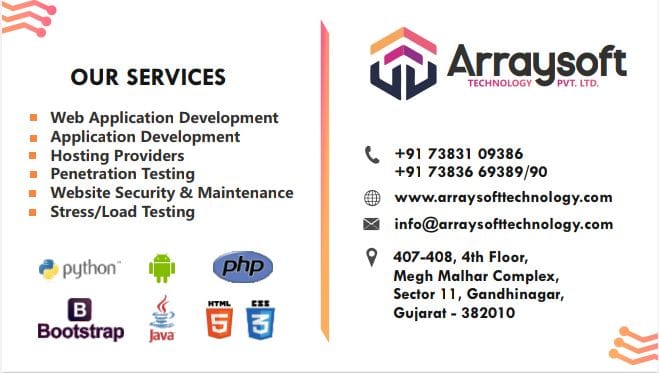 OUR SERVICES
Web Application Development
Application Development
Hosting Providers
Penetration Testing
Website Security & Maintenance
Stress/Load Testing
python™
php
B
Bootstrap
Java
HTML
5
CSS
3
Arraysoft
TECHNOLOGY PVT. LTD.
+91 73831 09386
+91 73836 69389/90
www.arraysofttechnology.com
info@arraysofttechnology.com
407-408, 4th Floor,
Megh Malhar Complex,
Sector 11, Gandhinagar,
Gujarat - 382010